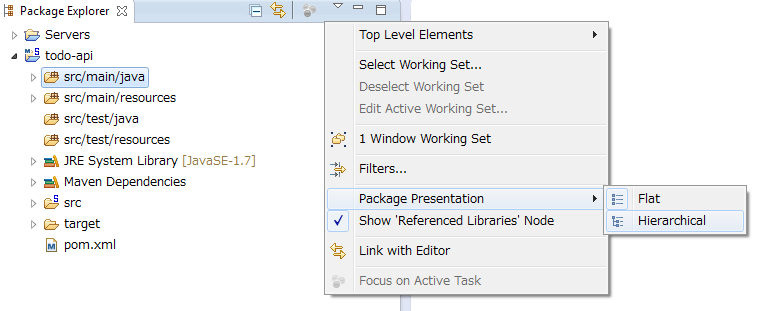 Package Explorer
Servers
todo-api
src/main/java
src/main/resources
src/test/java
src/test/resources
JRE System Library [JavaSE-1.7]
Maven Dependencies
src
target
pom.xml
Top Level Elements
Select Working Set...
Deselect Working Set
Edit Active Working Set...
1 Window Working Set
Filters...
Package Presentation
Show 'Referenced Libraries' Node
Link with Editor
Focus on Active Task
Flat
Hierarchical